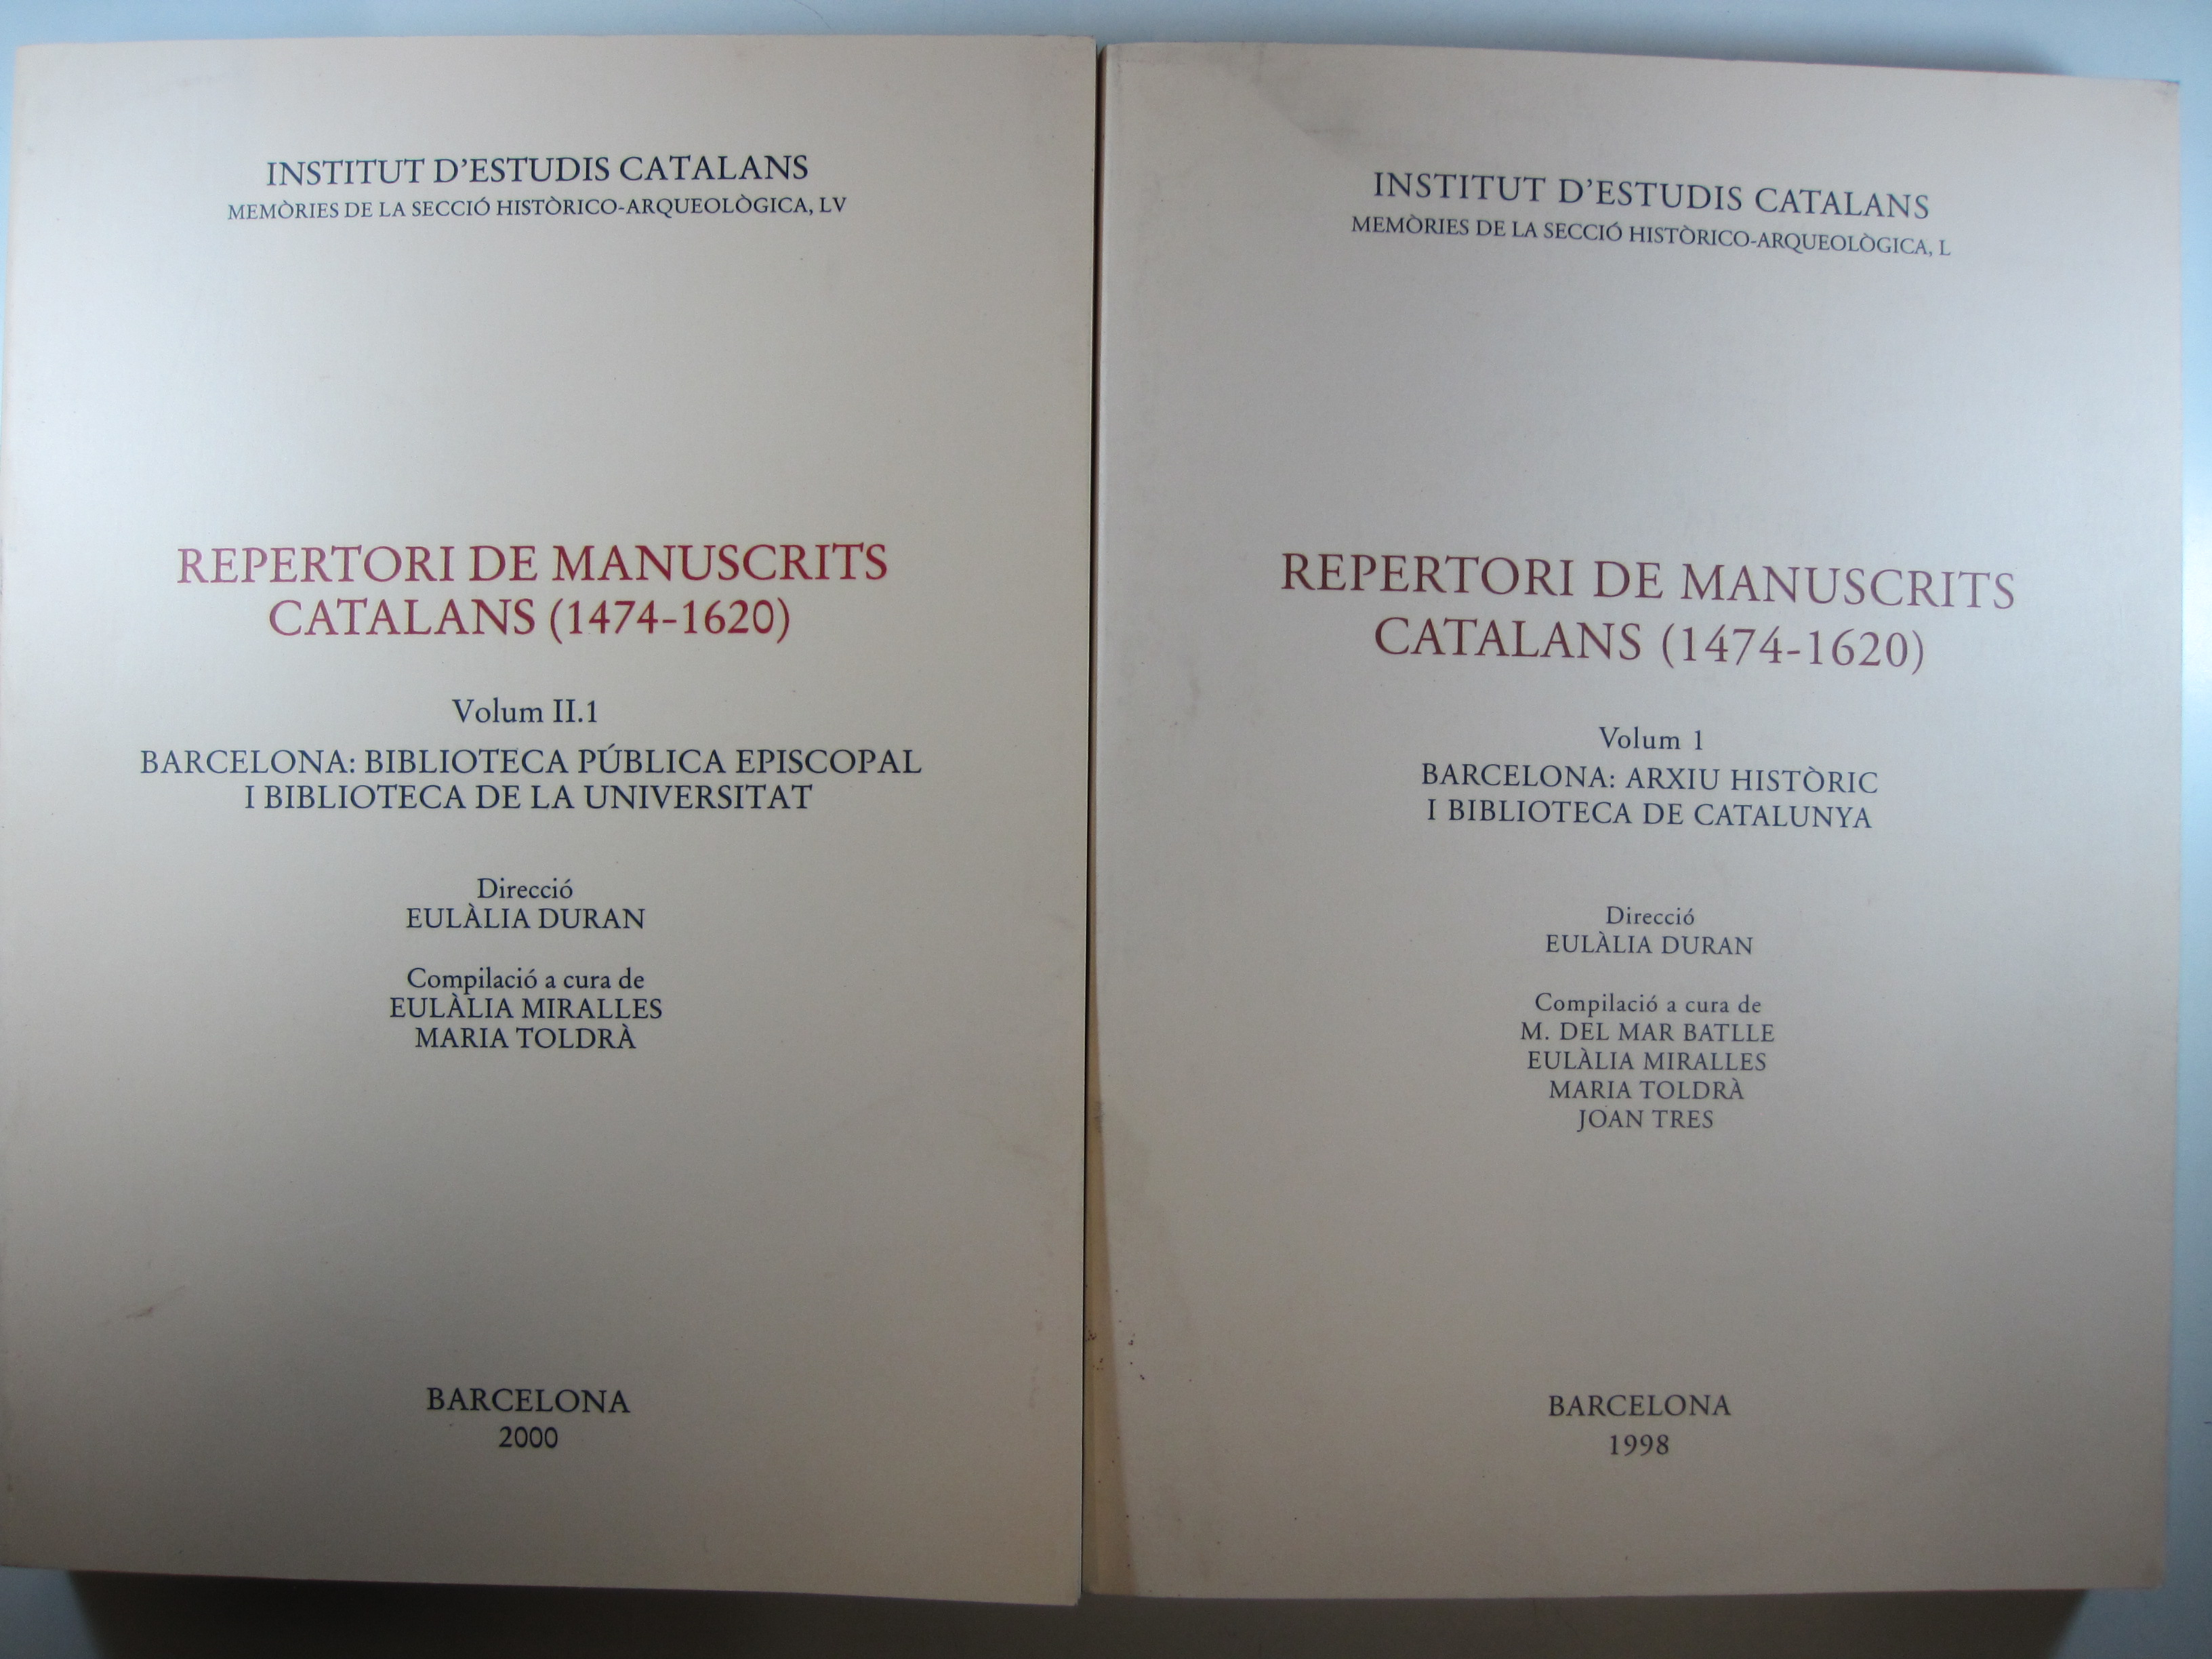 INSTITUT D'ESTUDIS CATALANS
MEMÒRIES DE LA SECCIÓ HISTÒRICO-ARQUEOLÒGICA, LV
REPERTORI DE MANUSCRITS
CATALANS (1474-1620)
Volum II.1
BARCELONA: BIBLIOTECA PÚBLICA EPISCOPAL
I BIBLIOTECA DE LA UNIVERSITAT
Direcció
EULÀLIA DURAN
Compilació a cura de
EULÀLIA MIRALLES
MARIA TOLDRÀ
BARCELONA
2000
INSTITUT D'ESTUDIS CATALANS
MEMÒRIES DE LA SECCIÓ HISTÒRICO-ARQUEOLÒGICA, L
REPERTORI DE MANUSCRITS
CATALANS (1474-1620)
Volum 1
BARCELONA: ARXIU HISTÒRIC
I BIBLIOTECA DE CATALUNYA
Direcció
EULÀLIA DURAN
Compilació a cura de
M. DEL MAR BATLLE
EULÀLIA MIRALLES
MARIA TOLDRÀ
JOAN TRES
BARCELONA
1998